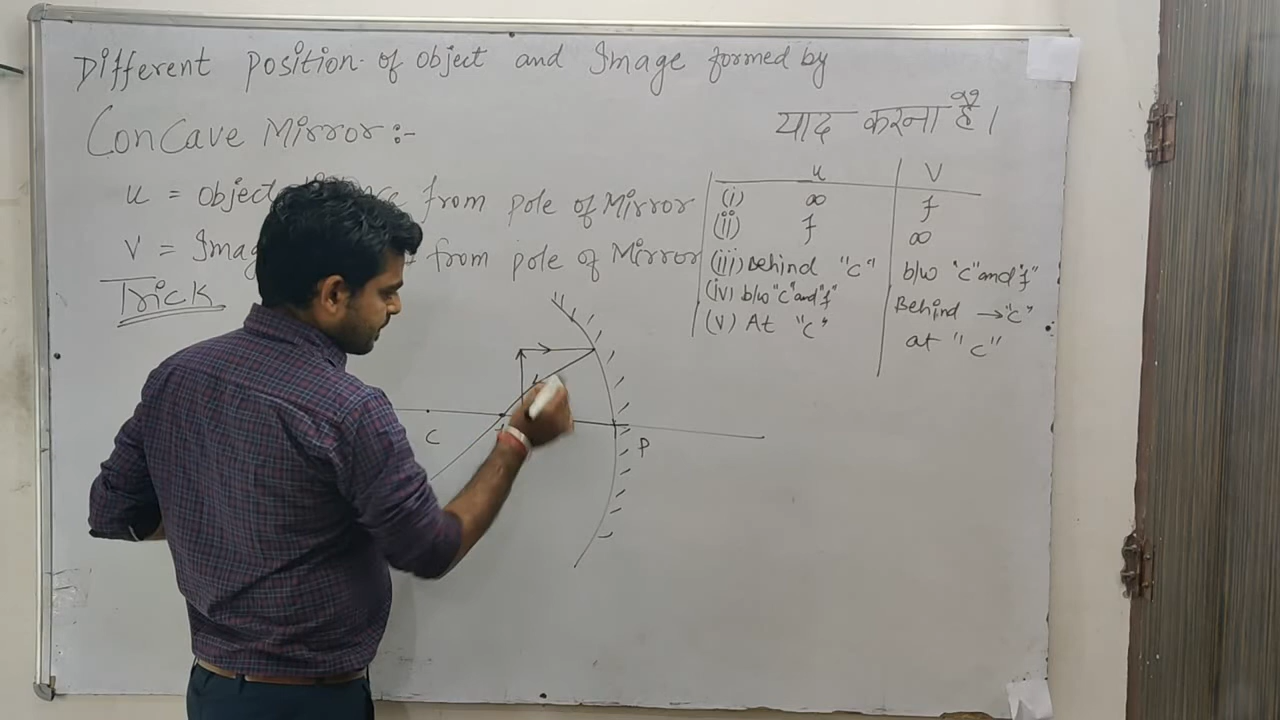 Different position of object and Image formed by
Concave Mirror:-
याद करना है।
u = Object from pole of Mirror
V = from pole of Mirror
Trick
u V
(i) ∞ f
(ii) f ∞
(iii) Behind "C" b/w "C" and "f"
(iv) b/w "C" and "f" Behind → "C"
(V) At "C" at "C"
C
P